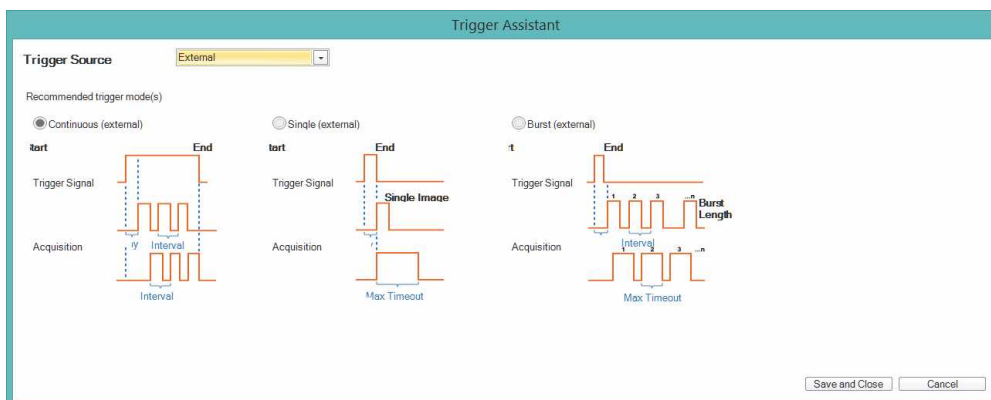 Trigger Assistant
Trigger Source External
Recommended trigger mode(s)
Continuous (external) Single (external) Burst (external)
tart End tart End t End
Trigger Signal Trigger Signal Trigger Signal
Single Image 1 2 3 ...n Burst
Length
y Interval Interval
Acquisition Acquisition Acquisition 1 2 3 ...n
Interval Max Timeout Max Timeout
Save and Close Cancel